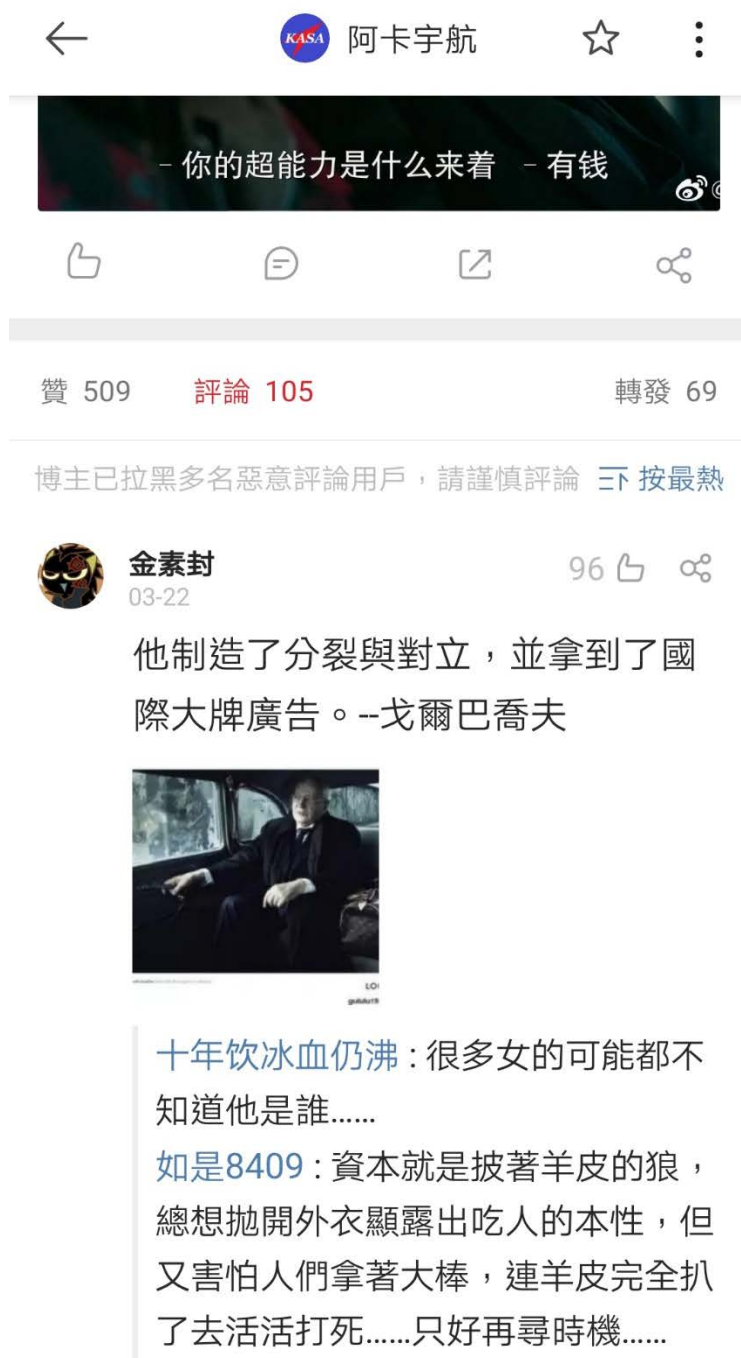 KASA 阿卡宇航
- 你的超能力是什么来着 - 有钱
贊 509 評論 105 轉發 69
博主已拉黑多名惡意評論用戶，請謹慎評論 按最熱
金素封 96
03-22
他制造了分裂與對立，並拿到了國
際大牌廣告。--戈爾巴喬夫
LO
十年饮冰血仍沸 : 很多女的可能都不
知道他是誰......
如是8409 : 資本就是披著羊皮的狼，
總想拋開外衣顯露出吃人的本性，但
又害怕人們拿著大棒，連羊皮完全扒
了去活活打死......只好再尋時機......